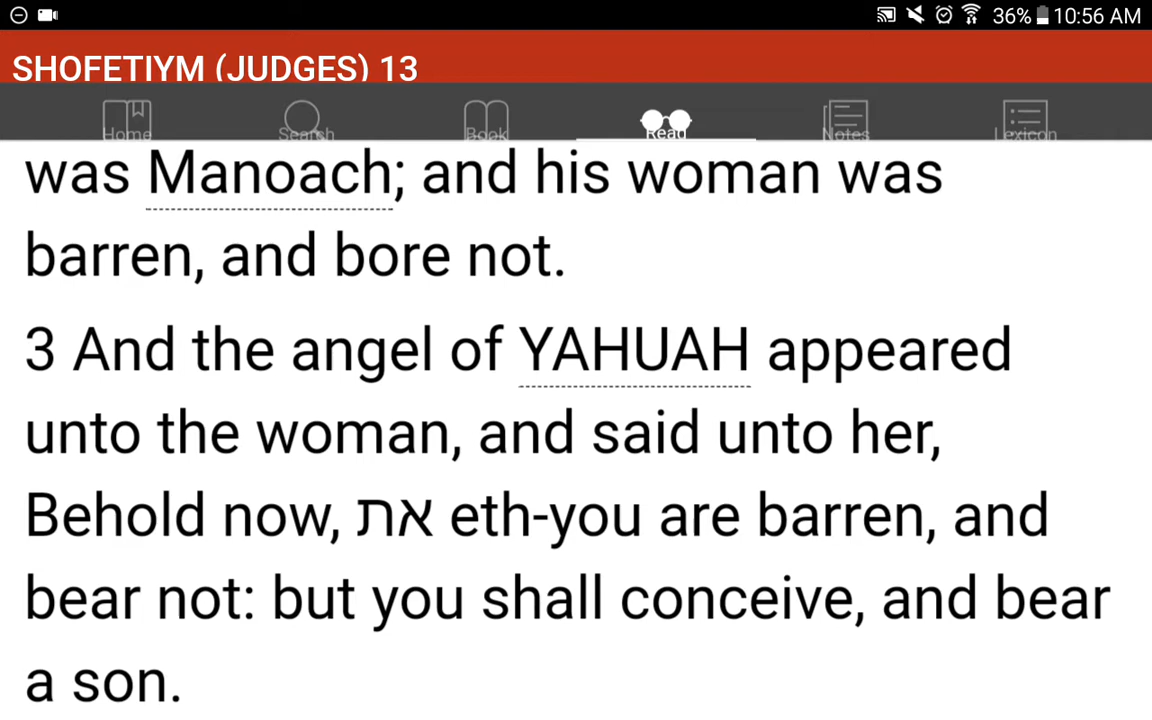 36% 10:56 AM
SHOFETIYM (JUDGES) 13
Home Search Book Read Notes Lexicon
was Manoach; and his woman was
barren, and bore not.
3 And the angel of YAHUAH appeared
unto the woman, and said unto her,
Behold now, את eth-you are barren, and
bear not: but you shall conceive, and bear
a son.